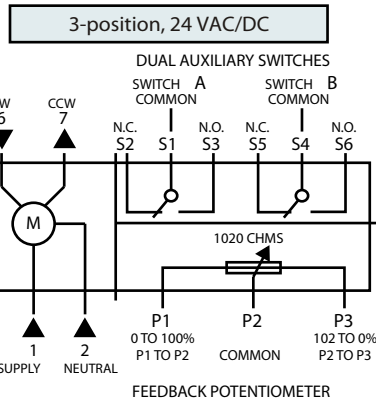 3-position, 24 VAC/DC
DUAL AUXILIARY SWITCHES
SWITCH A SWITCH B
COMMON COMMON
W CCW
6 7
N.C. N.O. N.C. N.O.
S2 S1 S3 S5 S4 S6
M
1020 CHMS
P1 P2 P3
1 2
0 TO 100% 102 TO 0%
P1 TO P2 COMMON P2 TO P3
SUPPLY NEUTRAL
FEEDBACK POTENTIOMETER